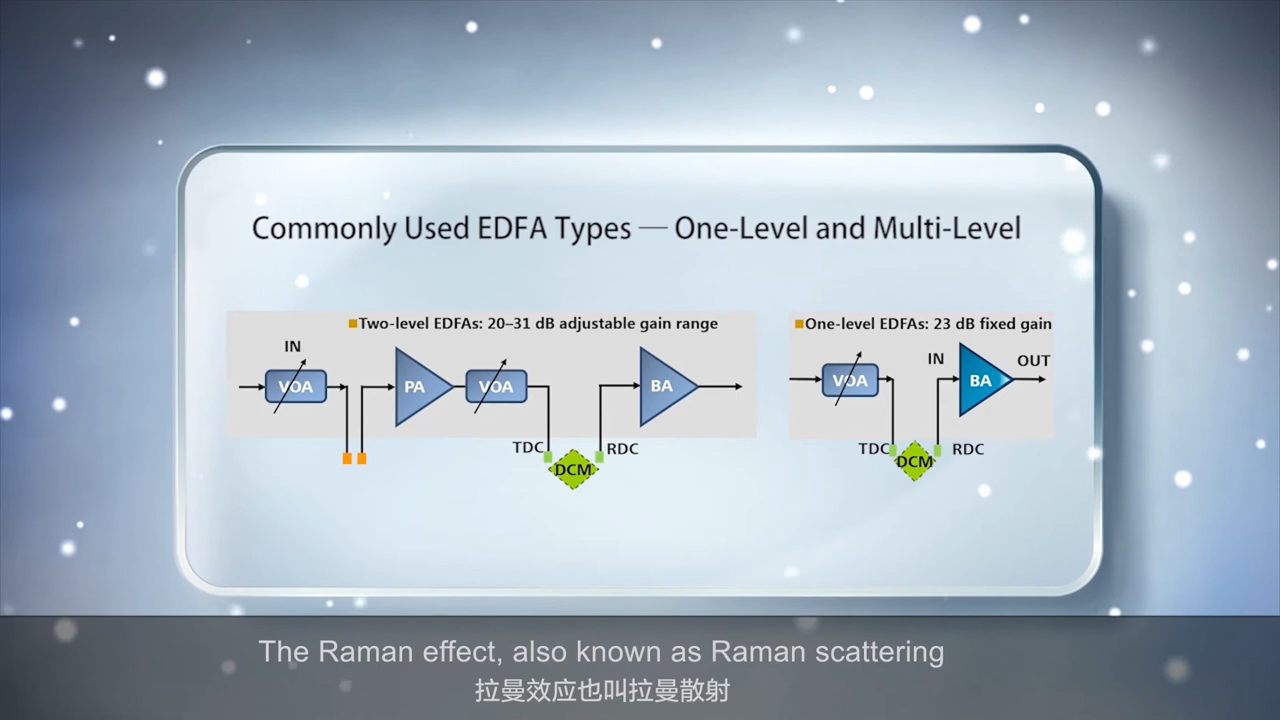 Commonly Used EDFA Types — One-Level and Multi-Level
Two-level EDFAs: 20–31 dB adjustable gain range
IN
VOA
PA
VOA
BA
TDC
DCM
RDC
One-level EDFAs: 23 dB fixed gain
VOA
IN
BA
OUT
TDC
DCM
RDC
The Raman effect, also known as Raman scattering
拉曼效应也叫拉曼散射